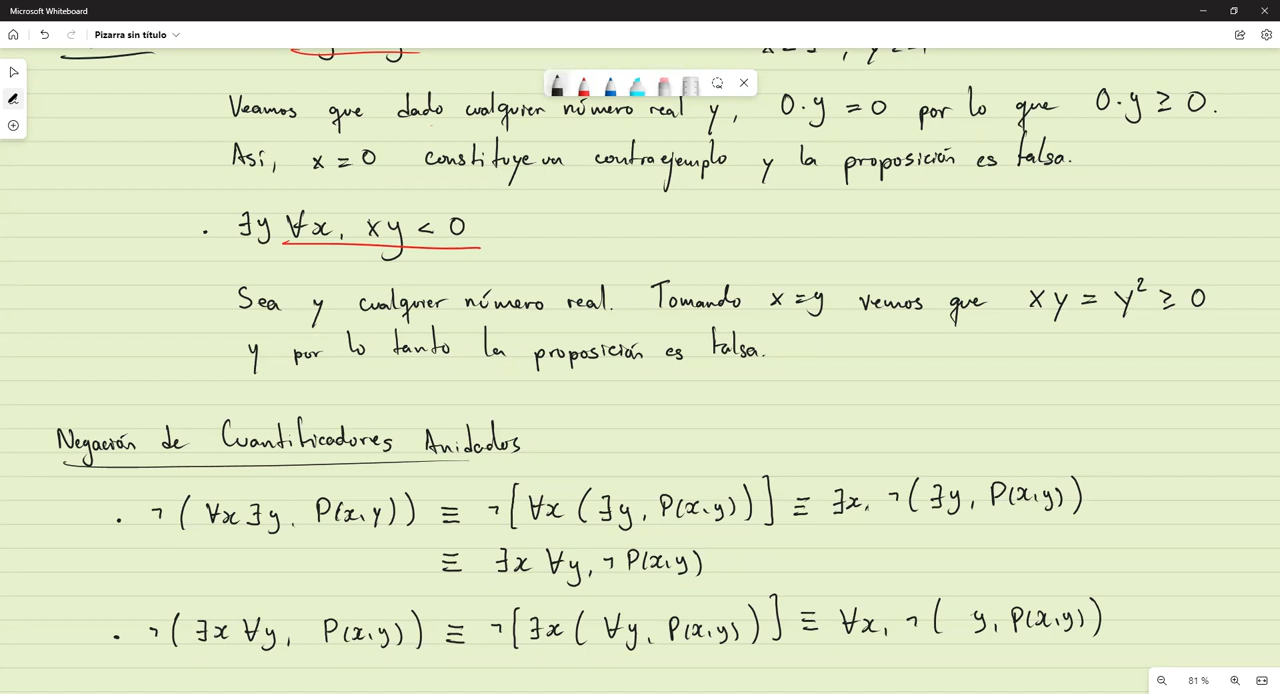 Microsoft Whiteboard
Pizarra sin título
Veamos que dado cualquier número real y, 0·y = 0 por lo que 0·y ≥ 0.
Así, x = 0 constituye un contraejemplo y la proposición es falsa.
· ∃y ∀x, xy < 0
Sea y cualquier número real. Tomando x = y vemos que xy = y² ≥ 0
y por lo tanto la proposición es falsa.
Negación de Cuantificadores Anidados
· ¬(∀x ∃y, P(x,y)) ≡ ¬[∀x (∃y, P(x,y))] ≡ ∃x, ¬(∃y, P(x,y))
≡ ∃x ∀y, ¬P(x,y)
· ¬(∃x ∀y, P(x,y)) ≡ ¬[∃x (∀y, P(x,y))] ≡ ∀x, ¬( y, P(x,y))
81 %